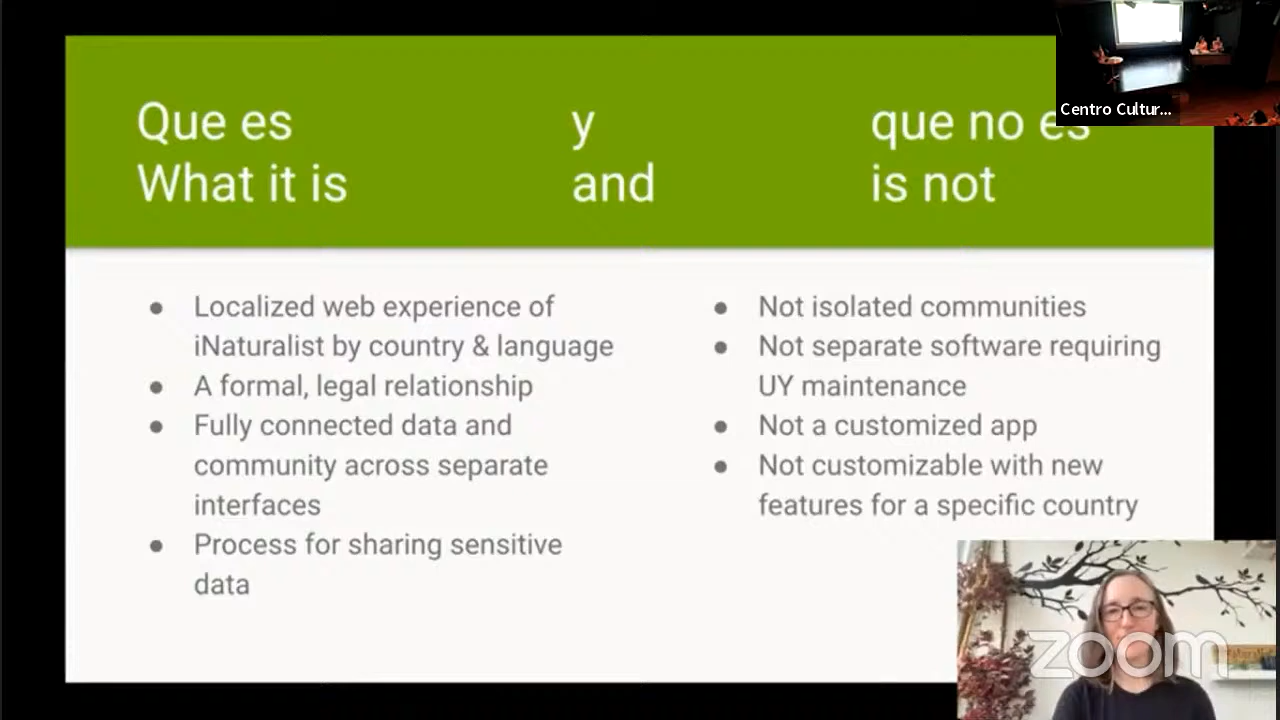 Centro Cultur...
Que es y que no es
What it is and is not
● Localized web experience of
iNaturalist by country & language
● A formal, legal relationship
● Fully connected data and
community across separate
interfaces
● Process for sharing sensitive
data
● Not isolated communities
● Not separate software requiring
UY maintenance
● Not a customized app
● Not customizable with new
features for a specific country
zoom